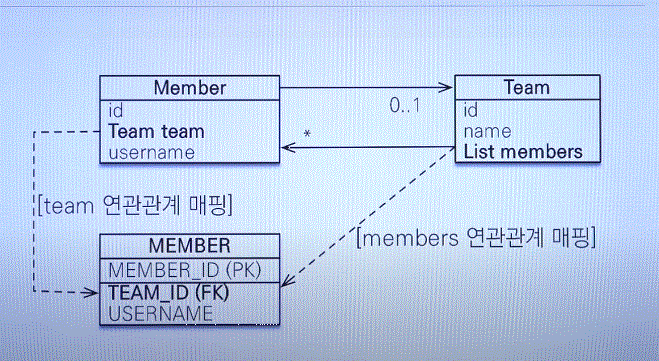 Member
id
Team team
username
0..1
*
Team
id
name
List members
[team 연관관계 매핑]
[members 연관관계 매핑]
MEMBER
MEMBER_ID (PK)
TEAM_ID (FK)
USERNAME